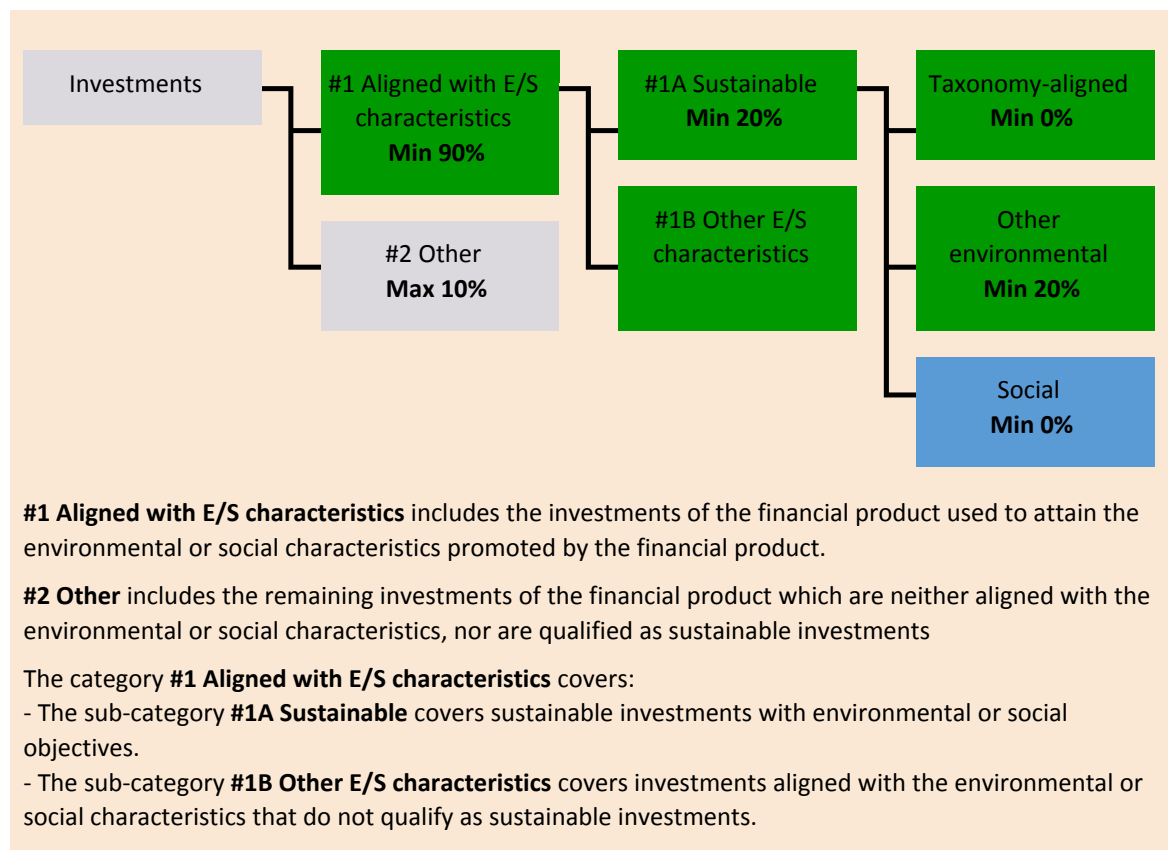 Investments
#1 Aligned with E/S
characteristics
Min 90%
#2 Other
Max 10%
#1A Sustainable
Min 20%
#1B Other E/S
characteristics
Taxonomy-aligned
Min 0%
Other
environmental
Min 20%
Social
Min 0%
#1 Aligned with E/S characteristics includes the investments of the financial product used to attain the
environmental or social characteristics promoted by the financial product.
#2 Other includes the remaining investments of the financial product which are neither aligned with the
environmental or social characteristics, nor are qualified as sustainable investments
The category #1 Aligned with E/S characteristics covers:
- The sub-category #1A Sustainable covers sustainable investments with environmental or social
objectives.
- The sub-category #1B Other E/S characteristics covers investments aligned with the environmental or
social characteristics that do not qualify as sustainable investments.